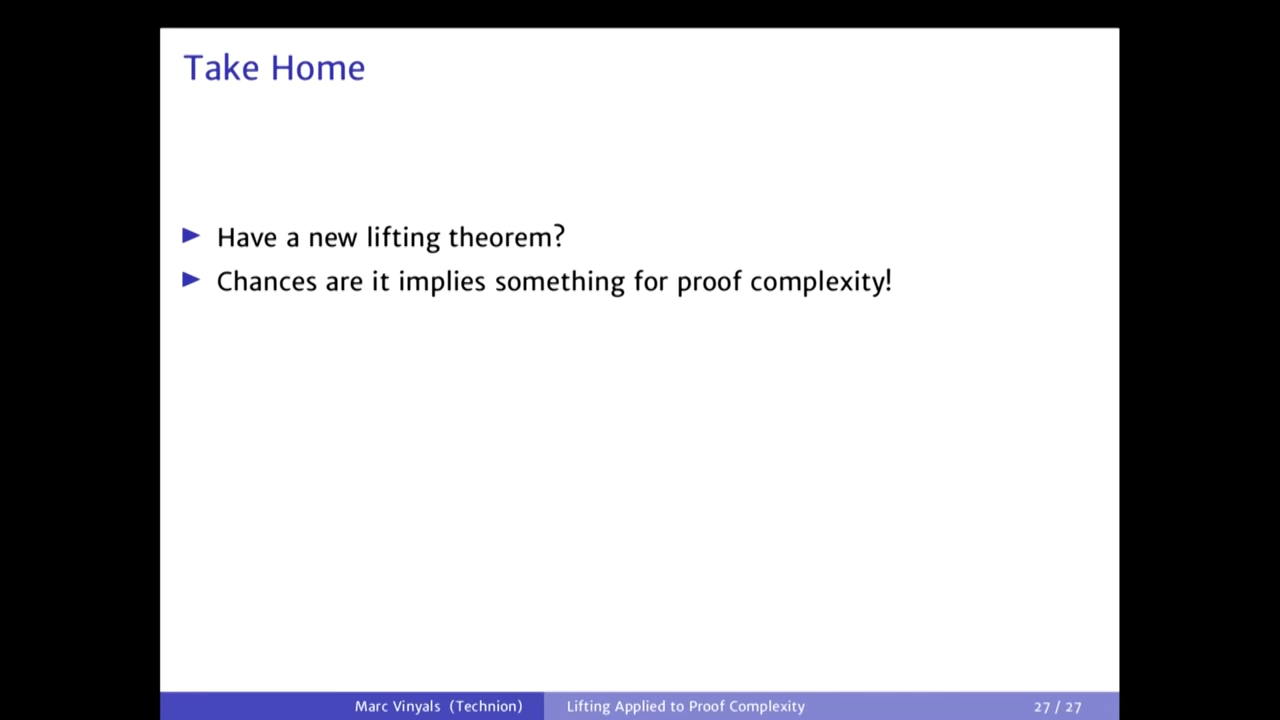 Take Home
Have a new lifting theorem?
Chances are it implies something for proof complexity!
Marc Vinyals (Technion)
Lifting Applied to Proof Complexity
27 / 27